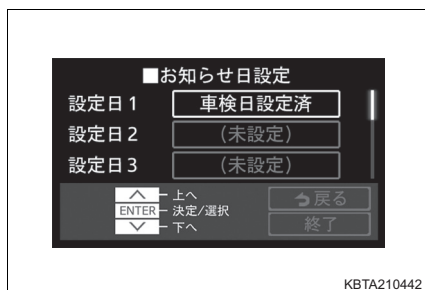 ■お知らせ日設定
設定日1 車検日設定済
設定日2 (未設定)
設定日3 (未設定)
上へ 戻る
ENTER 決定/選択
下へ 終了
KBTA210442